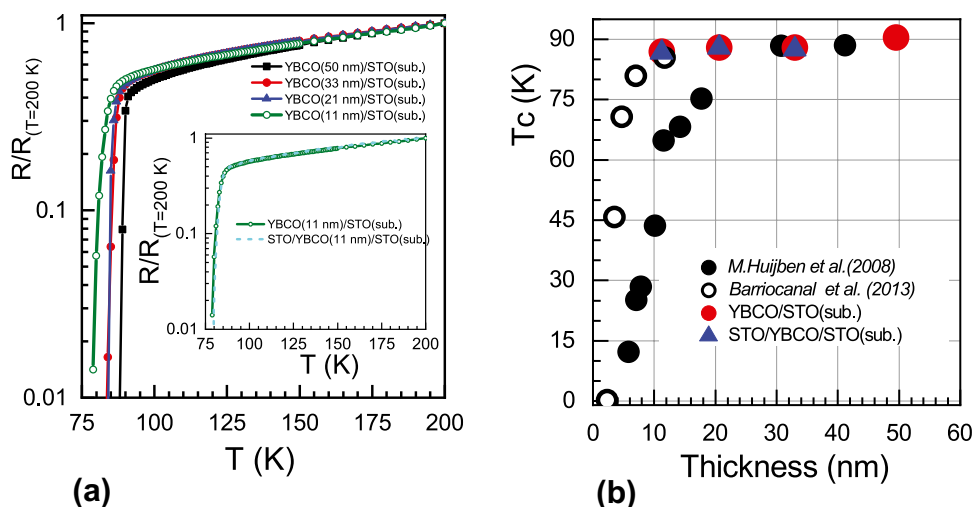 R/R(T=200 K)
1
0.1
0.01
75
100
125
150
175
200
T (K)
YBCO(50 nm)/STO(sub.)
YBCO(33 nm)/STO(sub.)
YBCO(21 nm)/STO(sub.)
YBCO(11 nm)/STO(sub.)
R/R(T=200 K)
1
0.1
0.01
75 100 125 150 175 200
T (K)
YBCO(11 nm)/STO(sub.)
STO/YBCO(11 nm)/STO(sub.)
(a)
Tc (K)
90
75
60
45
30
15
0
0 10 20 30 40 50 60
Thickness (nm)
M.Huijben et al.(2008)
Barriocanal et al. (2013)
YBCO/STO(sub.)
STO/YBCO/STO(sub.)
(b)